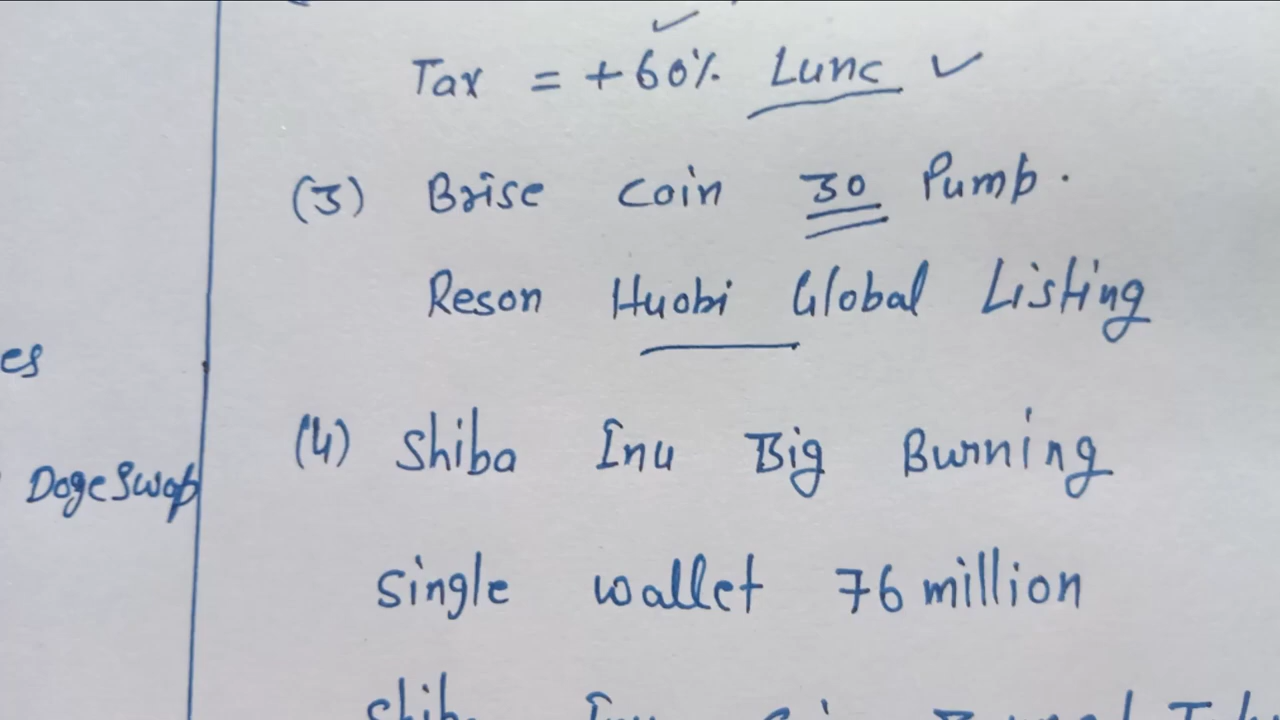 Tax = +60% Lunc
(3) Brise Coin 30 Pump.
Reson Huobi Global Listing
es
(4) Shiba Inu Big Burning
DogeSwap
single wallet 76 million